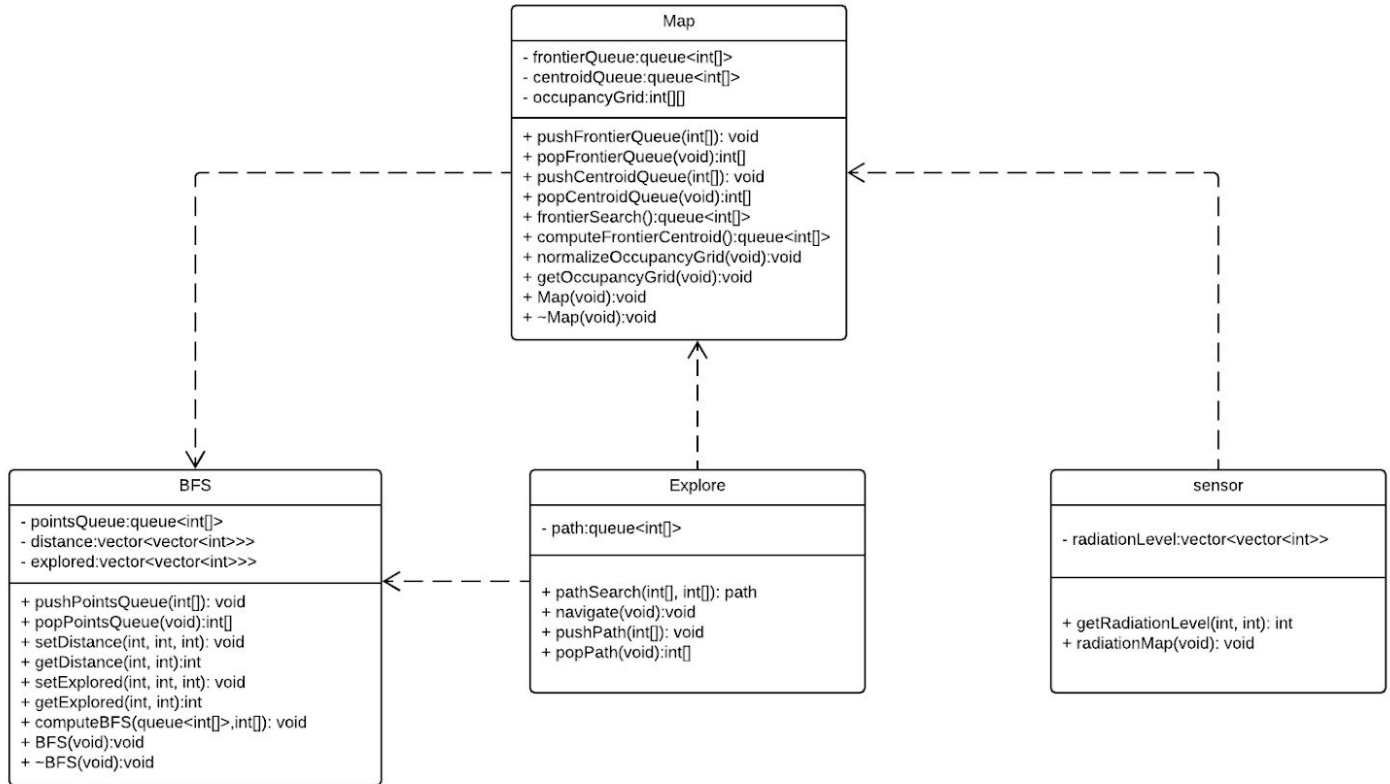 Map
- frontierQueue:queue<int[]>
- centroidQueue:queue<int[]>
- occupancyGrid:int[][]
+ pushFrontierQueue(int[]): void
+ popFrontierQueue(void):int[]
+ pushCentroidQueue(int[]): void
+ popCentroidQueue(void):int[]
+ frontierSearch():queue<int[]>
+ computeFrontierCentroid():queue<int[]>
+ normalizeOccupancyGrid(void):void
+ getOccupancyGrid(void):void
+ Map(void):void
+ ~Map(void):void
BFS
- pointsQueue:queue<int[]>
- distance:vector<vector<int>>>
- explored:vector<vector<int>>>
+ pushPointsQueue(int[]): void
+ popPointsQueue(void):int[]
+ setDistance(int, int, int): void
+ getDistance(int, int):int
+ setExplored(int, int, int): void
+ getExplored(int, int):int
+ computeBFS(queue<int[]>,int[]): void
+ BFS(void):void
+ ~BFS(void):void
Explore
- path:queue<int[]>
+ pathSearch(int[], int[]): path
+ navigate(void):void
+ pushPath(int[]): void
+ popPath(void):int[]
sensor
- radiationLevel:vector<vector<int>>
+ getRadiationLevel(int, int): int
+ radiationMap(void): void